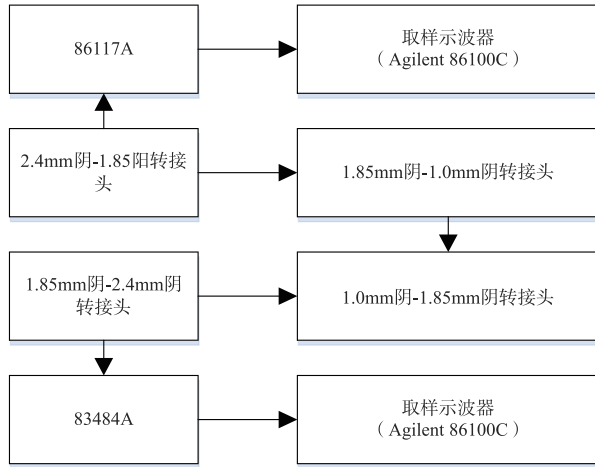 86117A
取样示波器
（ Agilent 86100C ）
2.4mm阴-1.85阳转接
头
1.85mm阴-1.0mm阴转接头
1.85mm阴-2.4mm阴
转接头
1.0mm阴-1.85mm阴转接头
83484A
取样示波器
（ Agilent 86100C ）